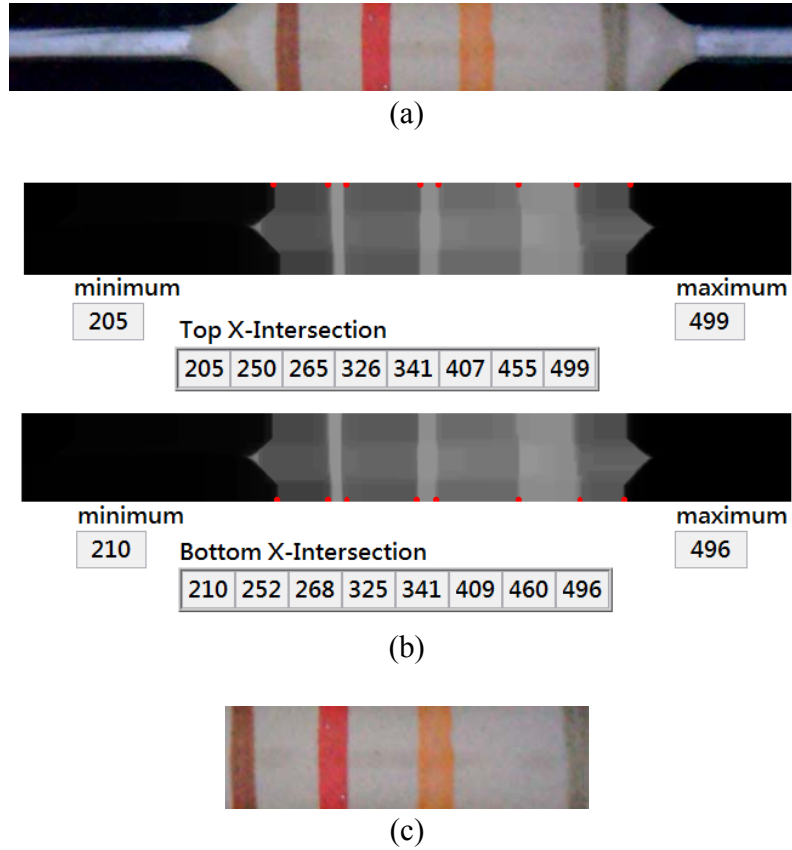 (a)
minimum
maximum
205
499
Top X-Intersection
205 250 265 326 341 407 455 499
minimum
maximum
210
496
Bottom X-Intersection
210 252 268 325 341 409 460 496
(b)
(c)